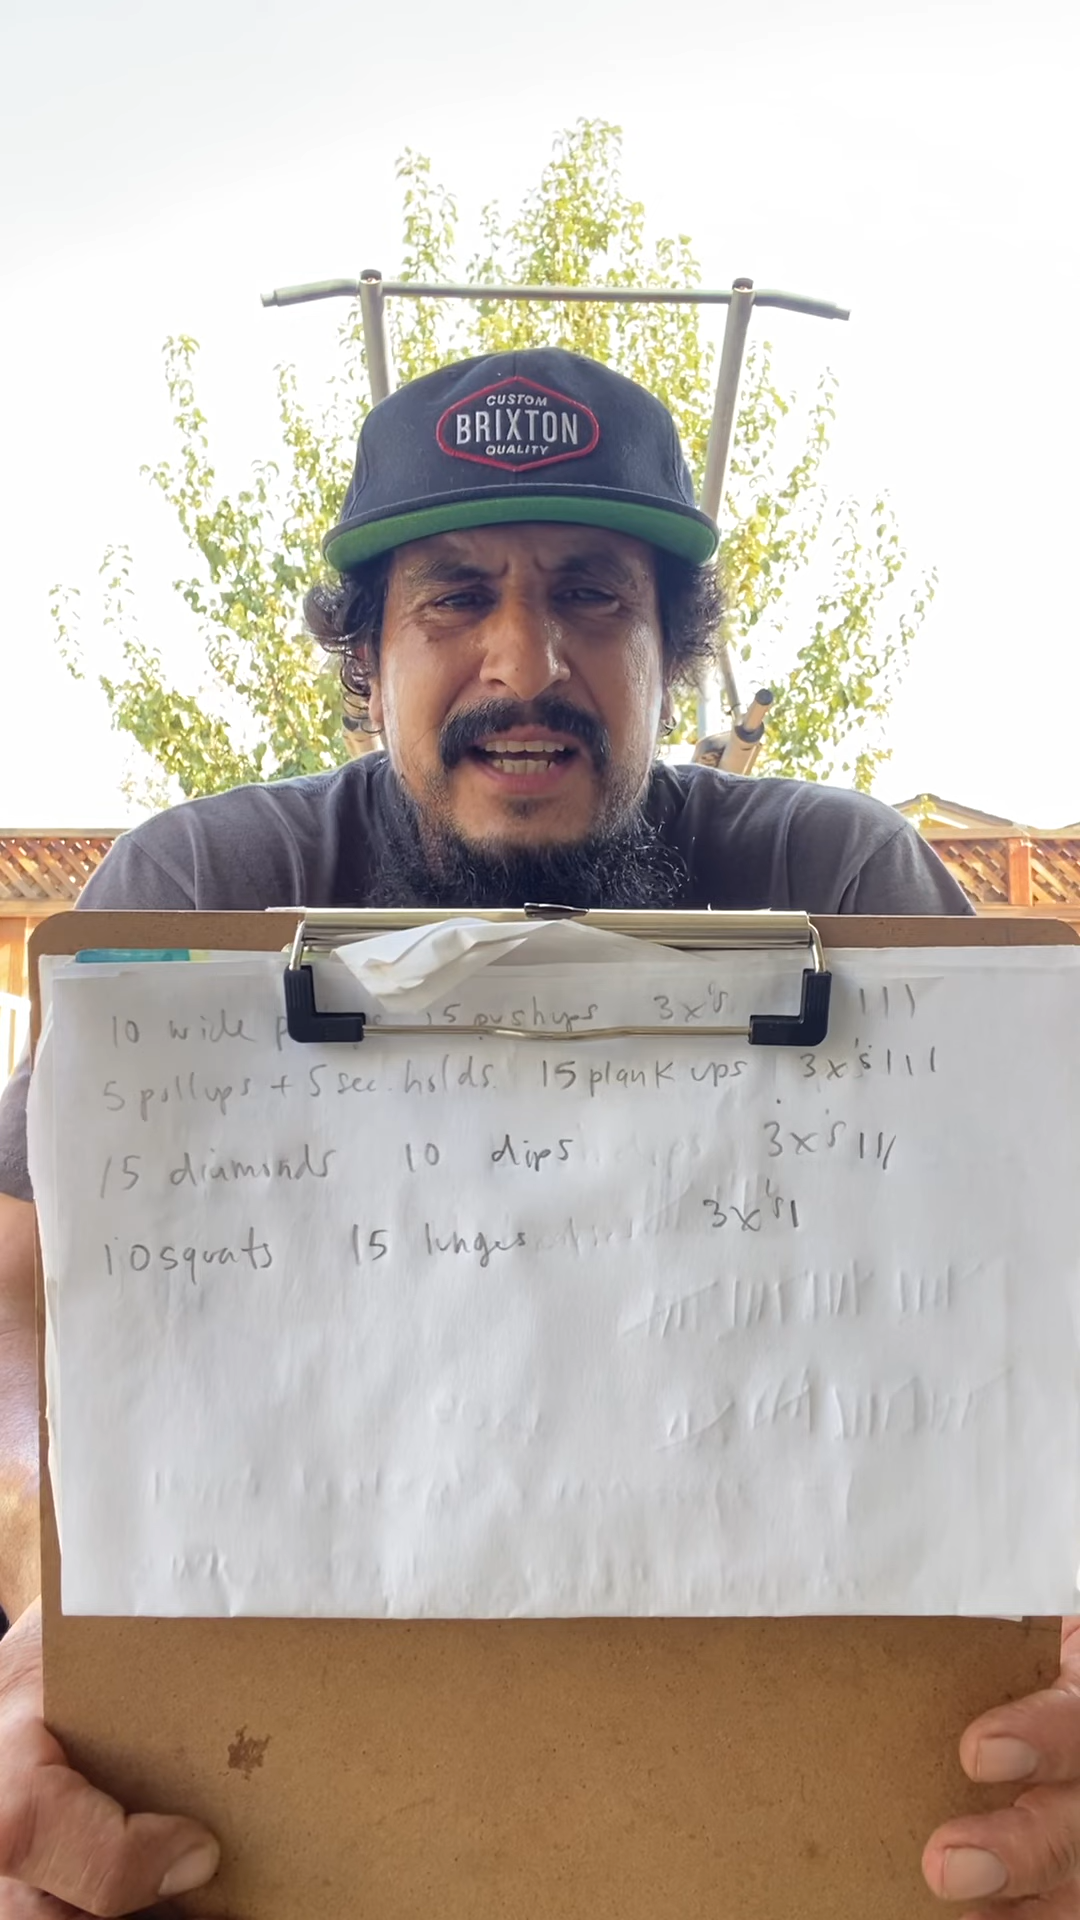 CUSTOM
BRIXTON
QUALITY
10 wide 15 pushups 3x's |||
5 pullups + 5 sec. holds. 15 plank ups 3x's |||
15 diamonds 10 dips 3x's |||
10 squats 15 lunges 3x's |